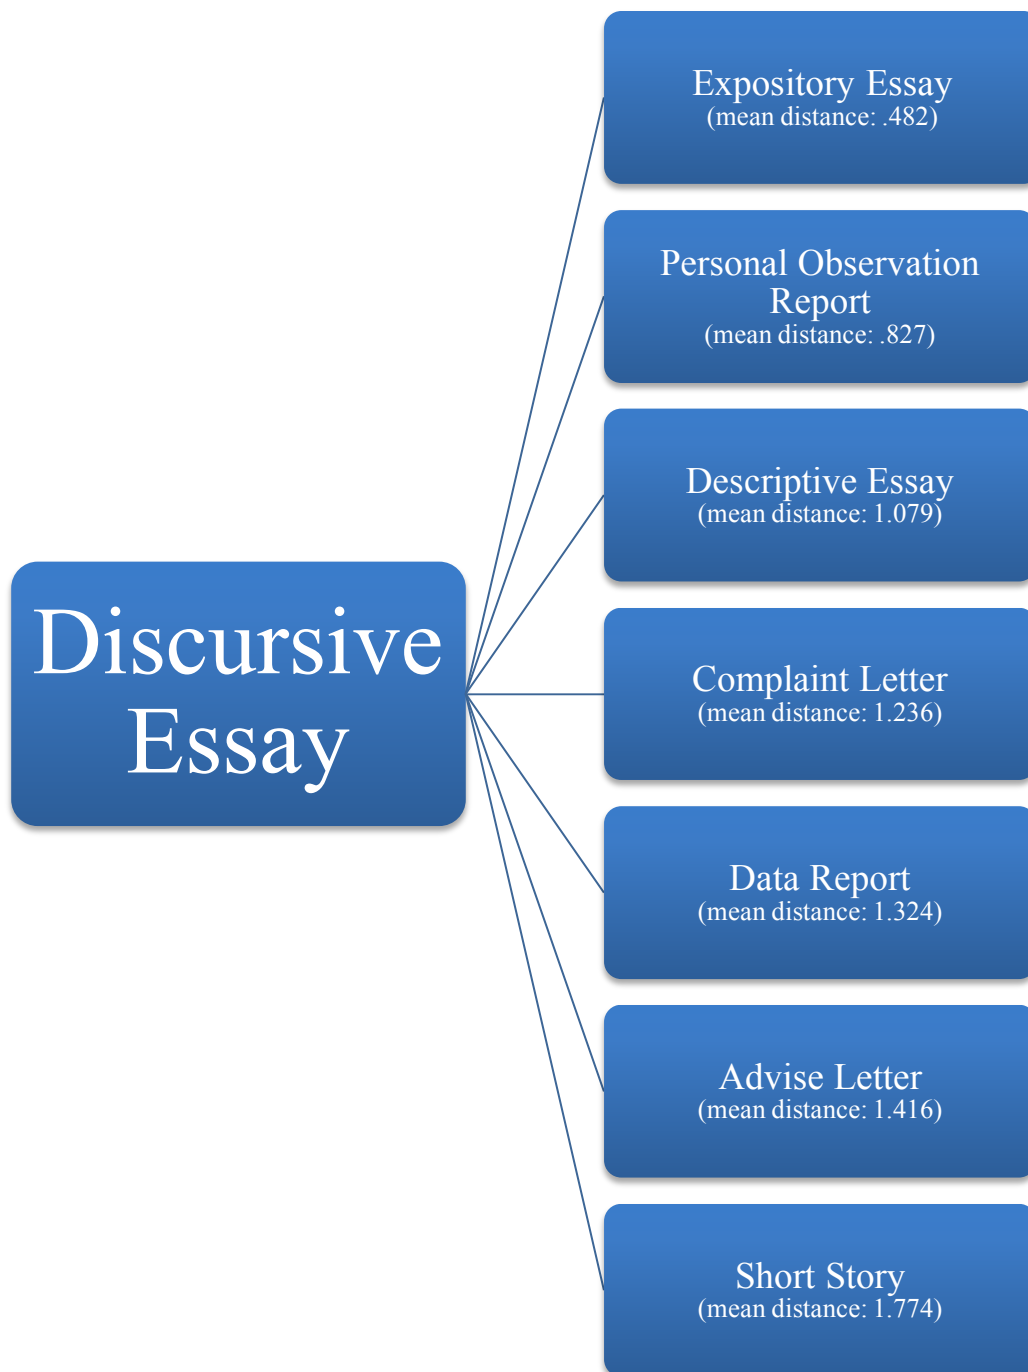 Expository Essay
(mean distance: .482)
Personal Observation
Report
(mean distance: .827)
Descriptive Essay
(mean distance: 1.079)
Discursive
Essay
Complaint Letter
(mean distance: 1.236)
Data Report
(mean distance: 1.324)
Advise Letter
(mean distance: 1.416)
Short Story
(mean distance: 1.774)